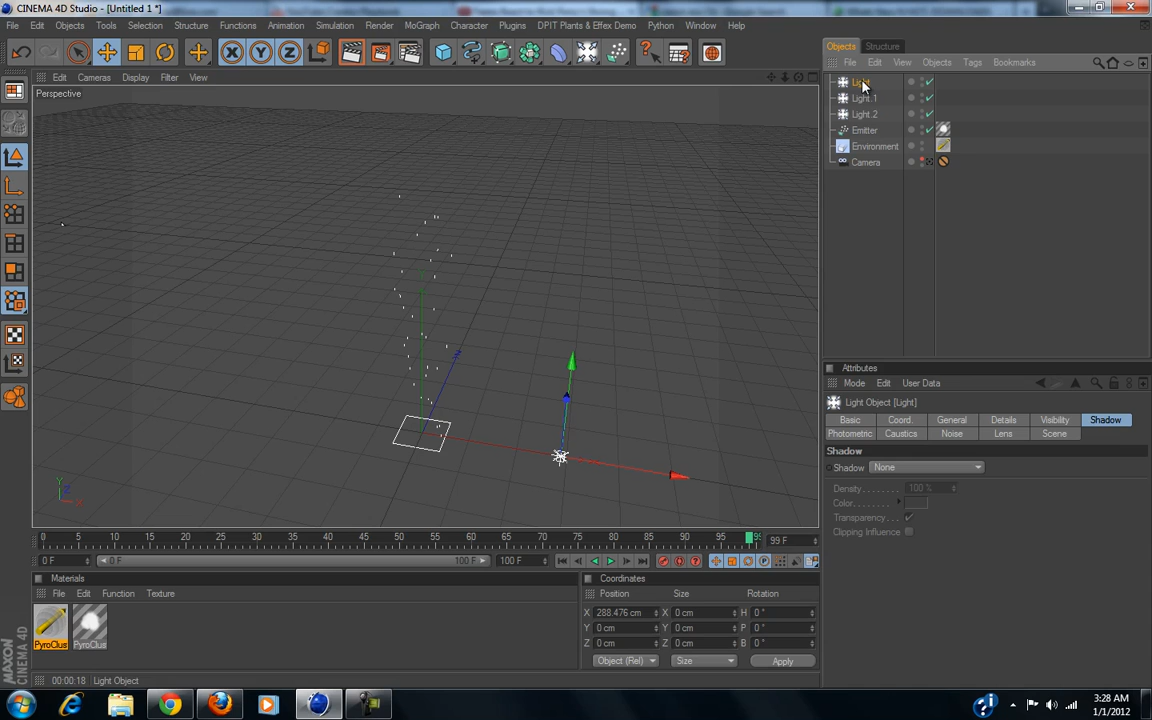 CINEMA 4D Studio - [Untitled 1 *]
File Edit Objects Tools Selection Structure Functions Animation Simulation Render MoGraph Character Plugins DPIT Plants & Effex Demo Python Window Help
Objects Structure
File Edit View Objects Tags Bookmarks
Edit Cameras Display Filter View
Perspective
Light
Light.1
Light.2
Emitter
Environment
Camera
Attributes
Mode Edit User Data
Light Object [Light]
Basic Coord. General Details Visibility Shadow
Photometric Caustics Noise Lens Scene
Shadow
Shadow None
Density 100 %
Color
Transparency
Clipping Influence
Y
Z
X
0 5 10 15 20 25 30 35 40 45 50 55 60 65 70 75 80 85 90 95 99 F
0 F 0 F 100 F 100 F
Materials
File Edit Function Texture
PyroClus PyroClus
Coordinates
Position Size Rotation
X 288.476 cm X 0 cm H 0 °
Y 0 cm Y 0 cm P 0 °
Z 0 cm Z 0 cm B 0 °
Object (Rel) Size Apply
MAXON
CINEMA 4D
00:00:18 Light Object
3:28 AM
1/1/2012